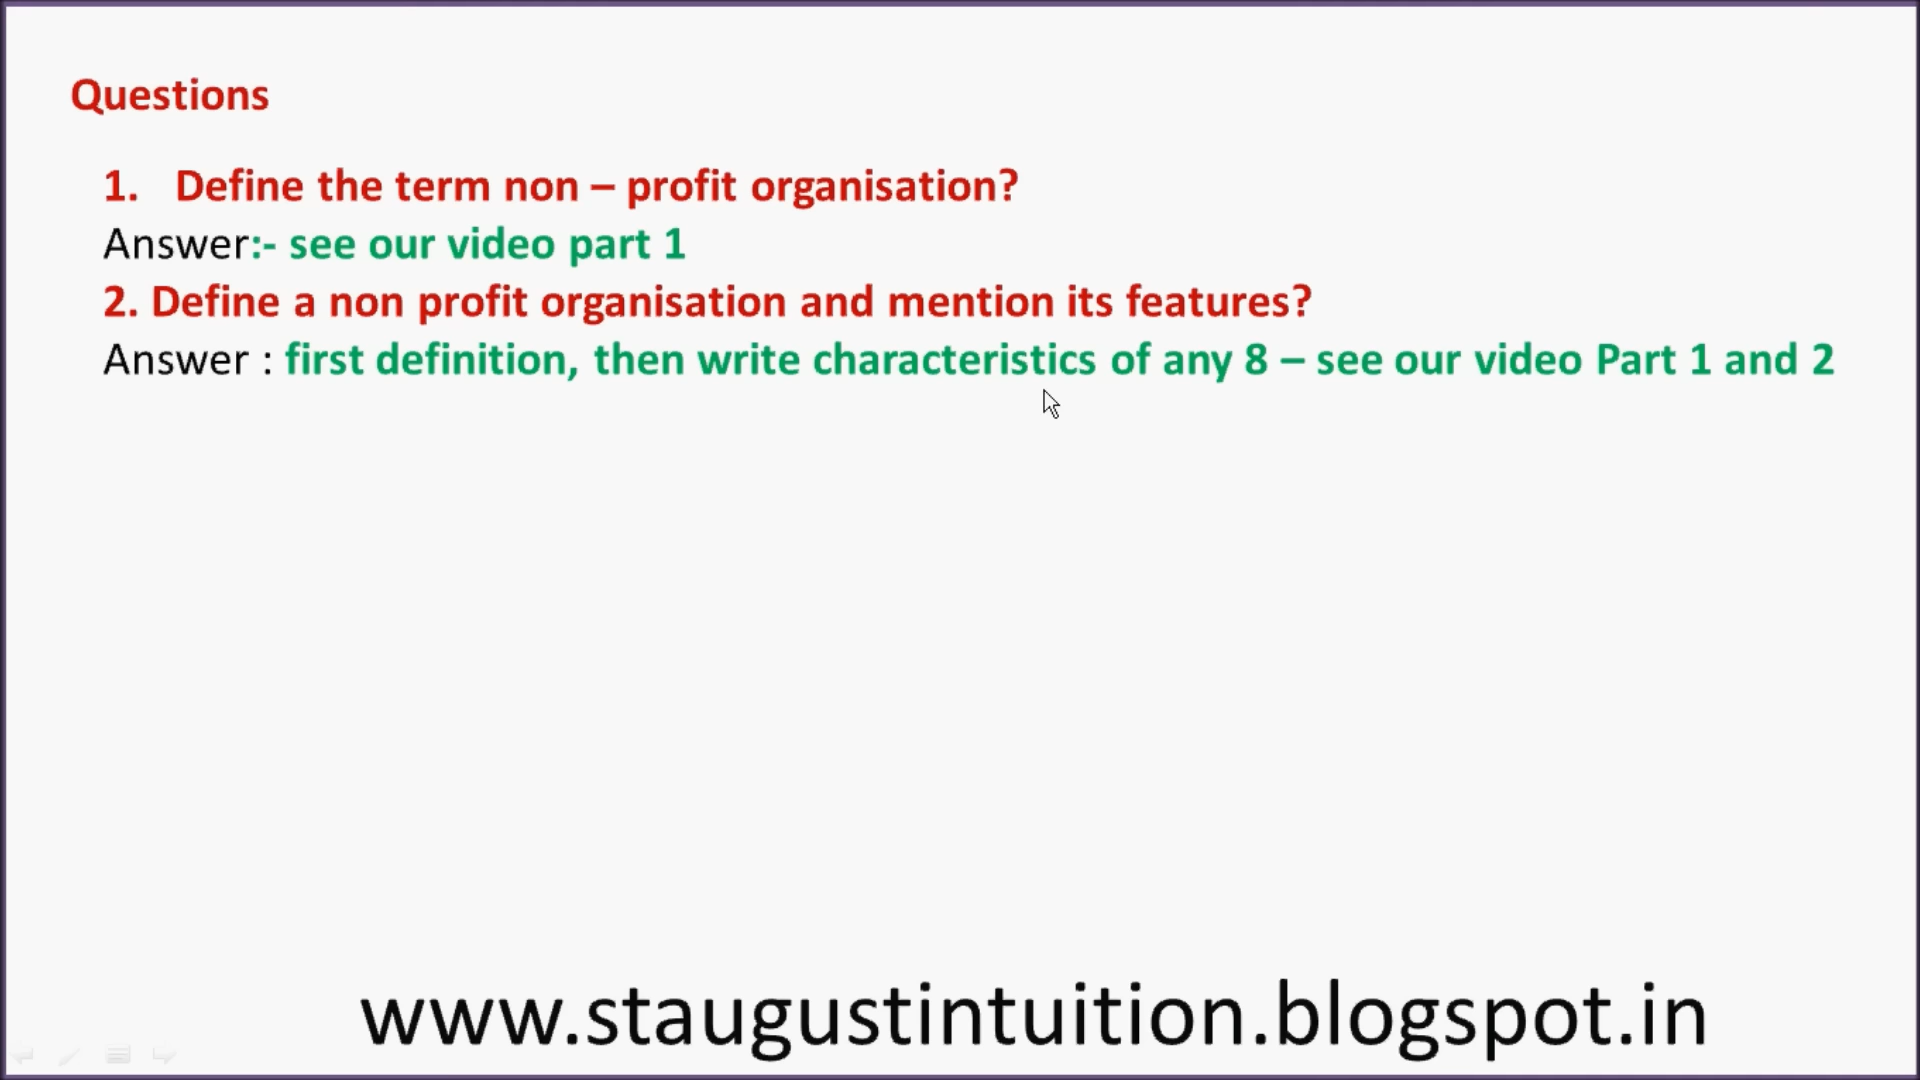 Questions
1. Define the term non – profit organisation?
Answer:- see our video part 1
2. Define a non profit organisation and mention its features?
Answer : first definition, then write characteristics of any 8 – see our video Part 1 and 2
www.staugustintuition.blogspot.in